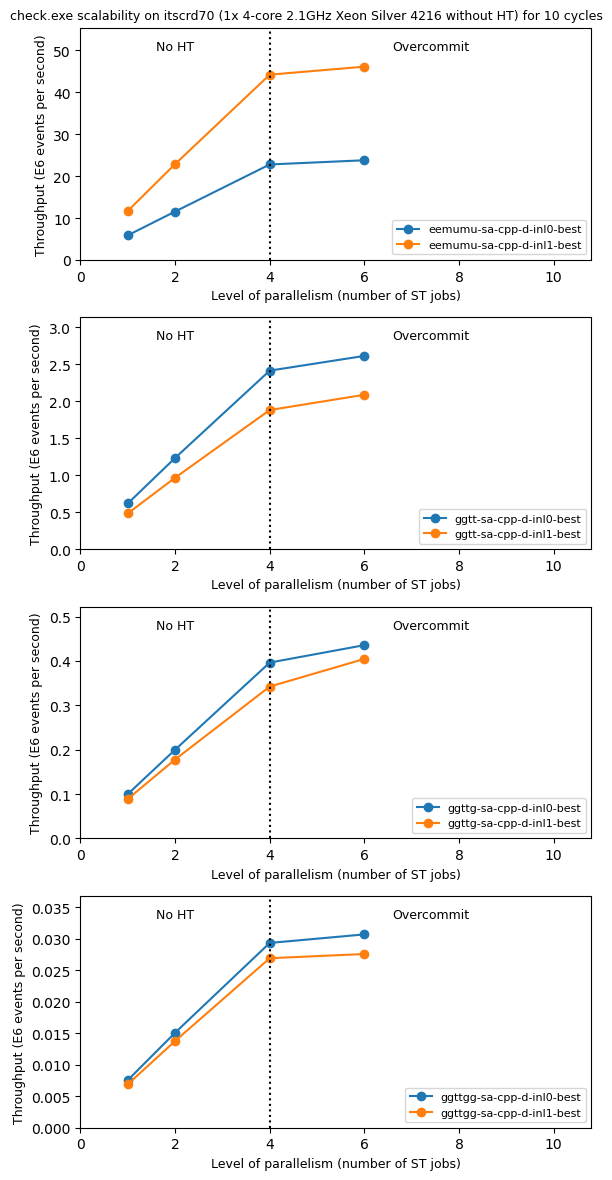 check.exe scalability on itscrd70 (1x 4-core 2.1GHz Xeon Silver 4216 without HT) for 10 cycles
Throughput (E6 events per second)
50
40
30
20
10
0
No HT
Overcommit
eemumu-sa-cpp-d-inl0-best
eemumu-sa-cpp-d-inl1-best
0 2 4 6 8 10
Level of parallelism (number of ST jobs)
Throughput (E6 events per second)
3.0
2.5
2.0
1.5
1.0
0.5
0.0
No HT
Overcommit
ggtt-sa-cpp-d-inl0-best
ggtt-sa-cpp-d-inl1-best
0 2 4 6 8 10
Level of parallelism (number of ST jobs)
Throughput (E6 events per second)
0.5
0.4
0.3
0.2
0.1
0.0
No HT
Overcommit
ggttg-sa-cpp-d-inl0-best
ggttg-sa-cpp-d-inl1-best
0 2 4 6 8 10
Level of parallelism (number of ST jobs)
Throughput (E6 events per second)
0.035
0.030
0.025
0.020
0.015
0.010
0.005
0.000
No HT
Overcommit
ggttgg-sa-cpp-d-inl0-best
ggttgg-sa-cpp-d-inl1-best
0 2 4 6 8 10
Level of parallelism (number of ST jobs)